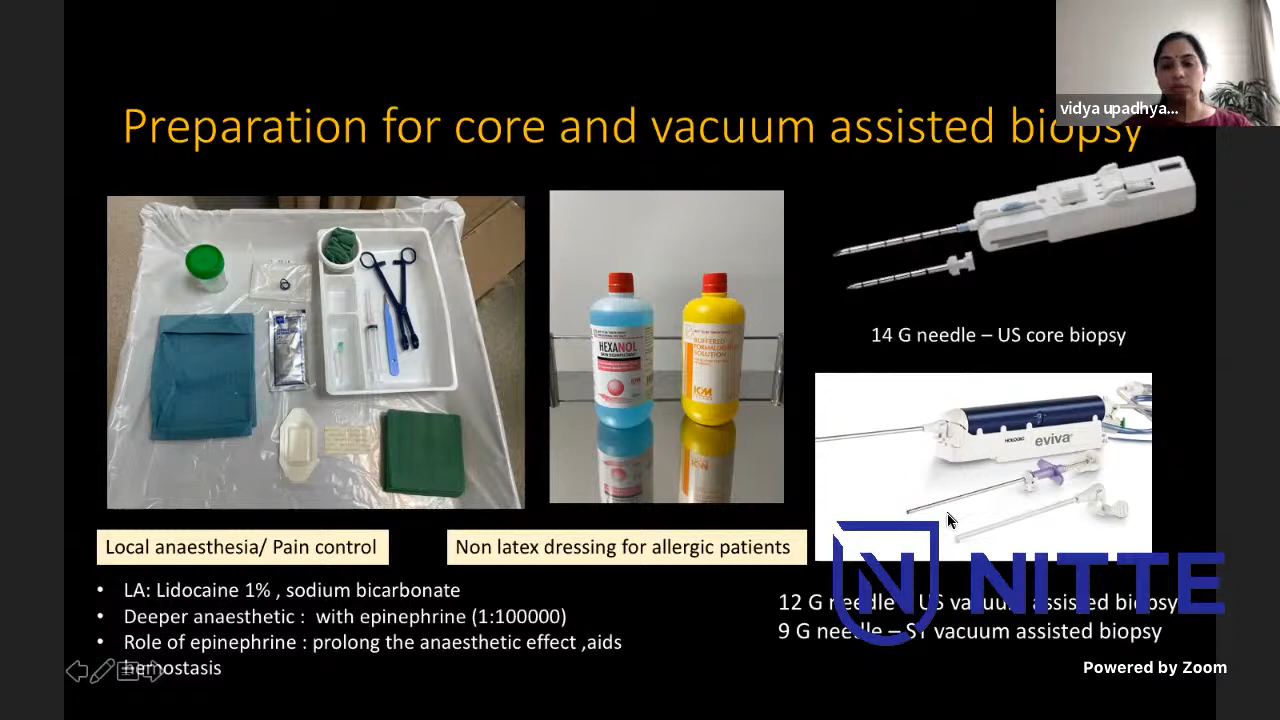 vidya upadhya...
Preparation for core and vacuum assisted biopsy
HEXANOL
BUFFERED
SOLUTION
ICM
14 G needle – US core biopsy
HOLOGIC
eviva
Local anaesthesia/ Pain control
Non latex dressing for allergic patients
• LA: Lidocaine 1% , sodium bicarbonate
• Deeper anaesthetic : with epinephrine (1:100000)
• Role of epinephrine : prolong the anaesthetic effect ,aids
hemostasis
NITTE
12 G needle – US vacuum assisted biopsy
9 G needle – ST vacuum assisted biopsy
Powered by Zoom